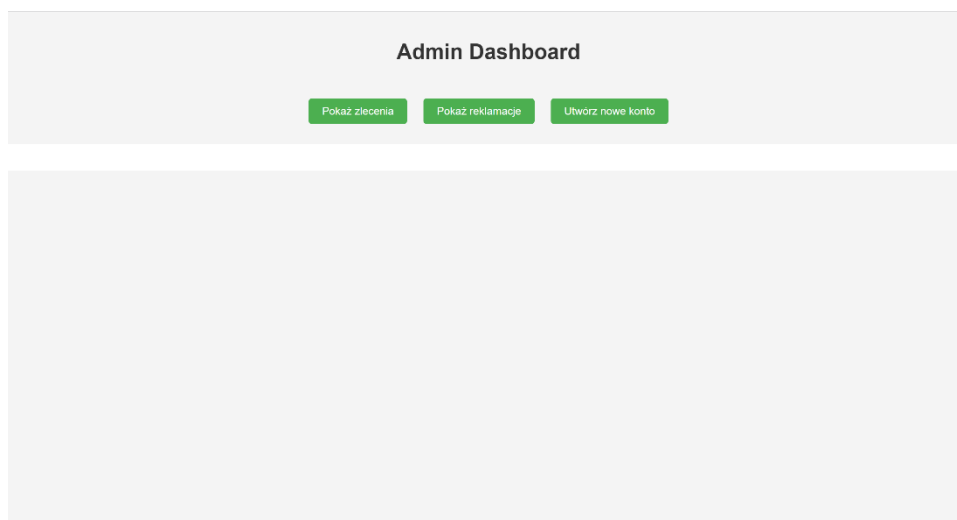 Admin Dashboard
Pokaż zlecenia
Pokaż reklamacje
Utwórz nowe konto